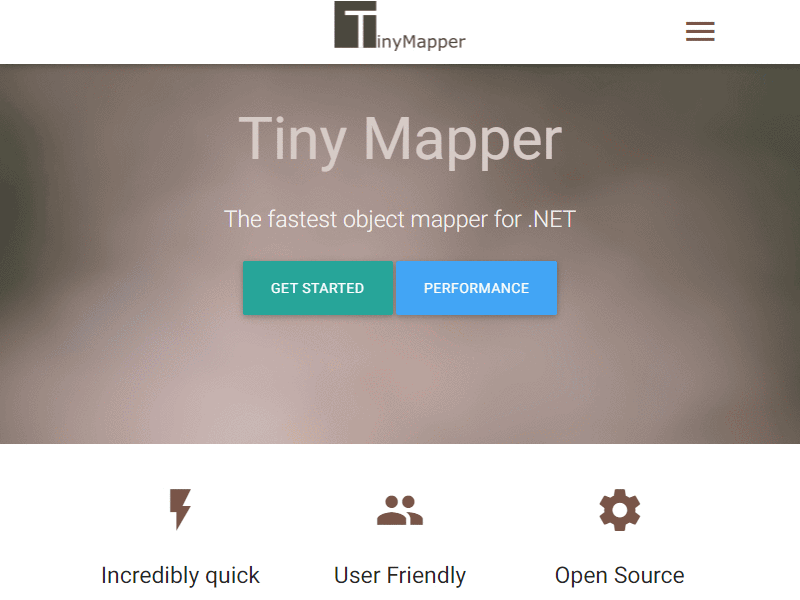 TinyMapper
Tiny Mapper
The fastest object mapper for .NET
GET STARTED PERFORMANCE
Incredibly quick User Friendly Open Source